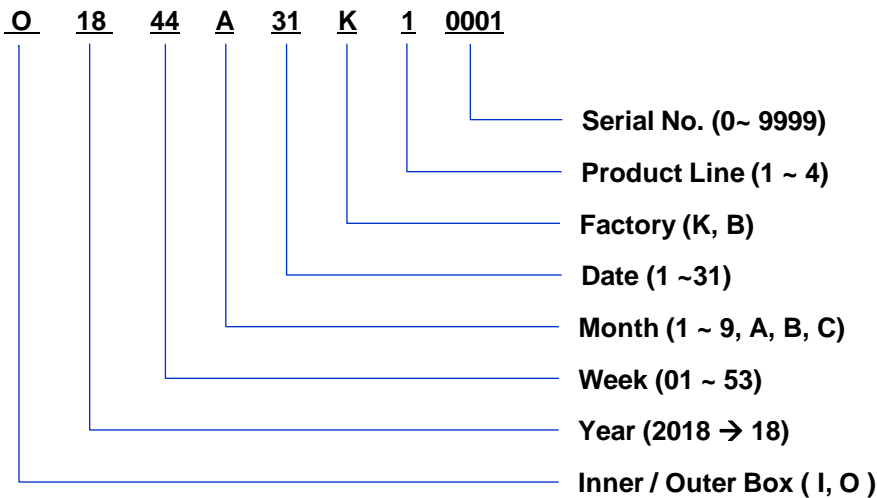 O 18 44 A 31 K 1 0001
Serial No. (0~ 9999)
Product Line (1 ~ 4)
Factory (K, B)
Date (1 ~31)
Month (1 ~ 9, A, B, C)
Week (01 ~ 53)
Year (2018 → 18)
Inner / Outer Box ( I, O )